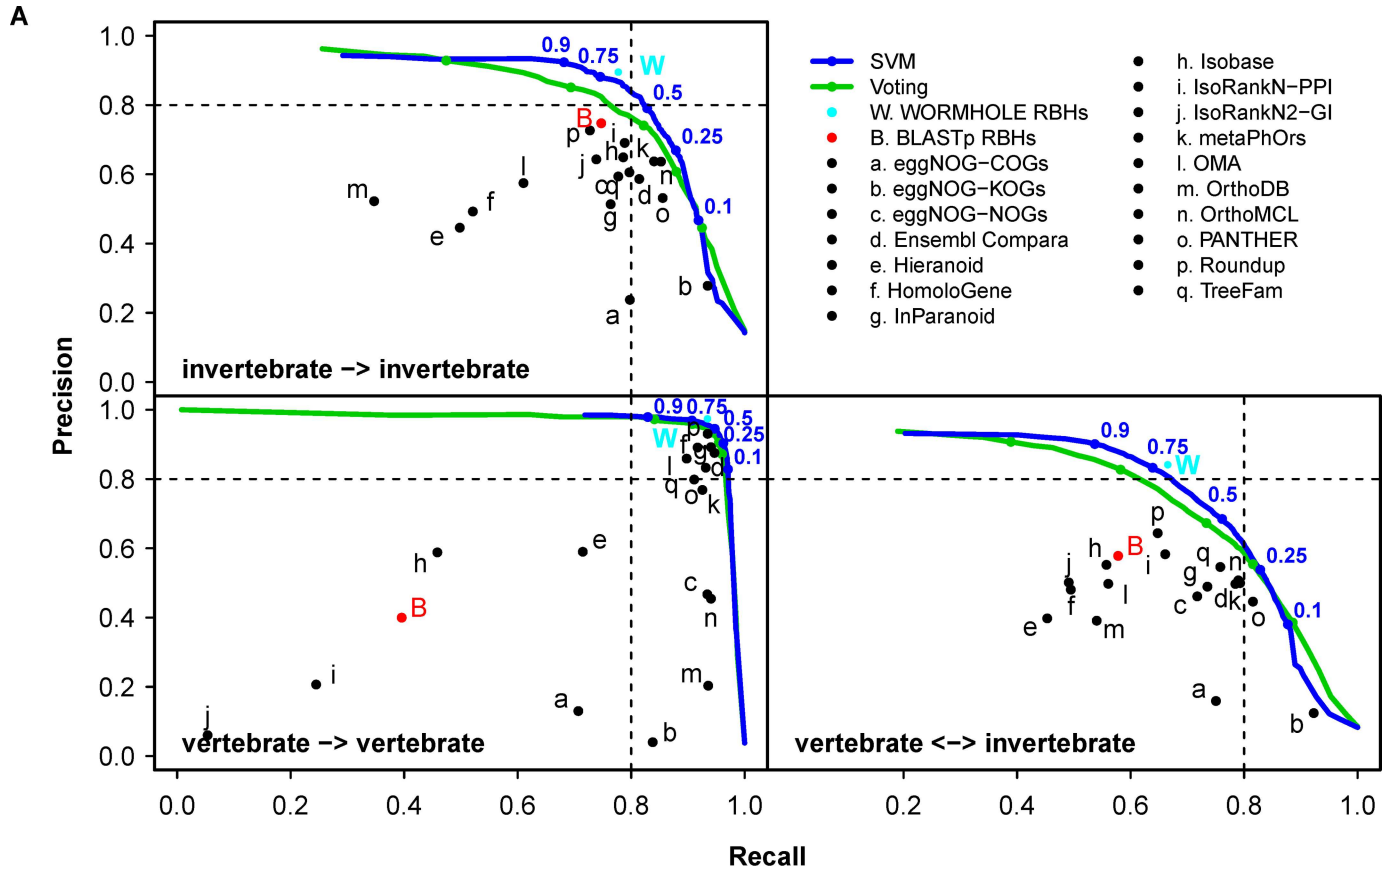 A
1.0
0.8
0.6
0.4
0.2
0.0
0.9
0.75
W
0.5
0.25
0.1
B
p
i
h
j
k
n
l
c
q
d
g
o
m
f
e
b
a
invertebrate −> invertebrate
SVM
Voting
W. WORMHOLE RBHs
B. BLASTp RBHs
a. eggNOG−COGs
b. eggNOG−KOGs
c. eggNOG−NOGs
d. Ensembl Compara
e. Hieranoid
f. HomoloGene
g. InParanoid
h. Isobase
i. IsoRankN−PPI
j. IsoRankN2−GI
k. metaPhOrs
l. OMA
m. OrthoDB
n. OrthoMCL
o. PANTHER
p. Roundup
q. TreeFam
Precision
1.0
0.8
0.6
0.4
0.2
0.0
0.9
0.75
0.5
0.25
0.1
W
p
f
g
l
d
q
o
k
h
e
B
c
n
i
m
a
j
b
vertebrate −> vertebrate
0.9
0.75
W
0.5
0.25
0.1
p
B
h
i
j
f
l
q
n
g
c
d
k
o
e
m
a
b
vertebrate <−> invertebrate
0.0
0.2
0.4
0.6
0.8
1.0
0.2
0.4
0.6
0.8
1.0
Recall